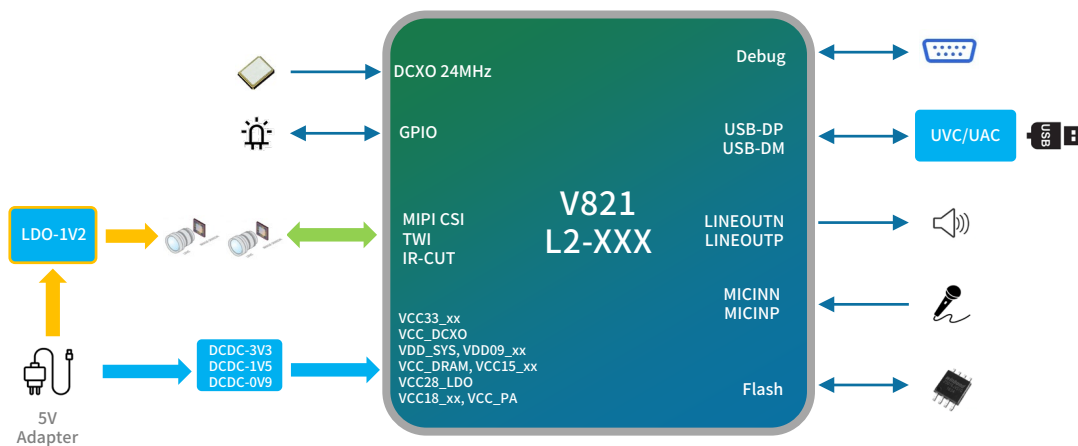 DCXO 24MHz
GPIO
MIPI CSI
TWI
IR-CUT
VCC33_xx
VCC_DCXO
VDD_SYS, VDD09_xx
VCC_DRAM, VCC15_xx
VCC28_LDO
VCC18_xx, VCC_PA
V821
L2-XXX
Debug
USB-DP
USB-DM
LINEOUTN
LINEOUTP
MICINN
MICINP
Flash
UVC/UAC
USB
LDO-1V2
DCDC-3V3
DCDC-1V5
DCDC-0V9
5V
Adapter